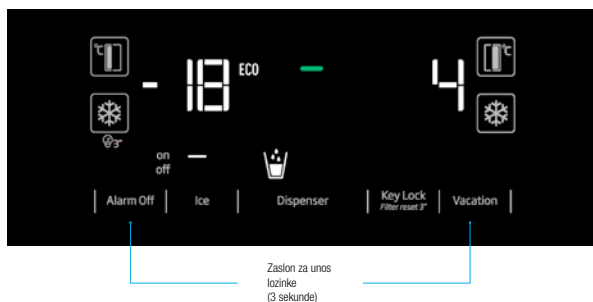 °C
-18 ECO
4
°C
3"
on
off
Alarm Off
Ice
Dispenser
Key Lock
Filter reset 3"
Vacation
Zaslon za unos
lozinke
(3 sekunde)